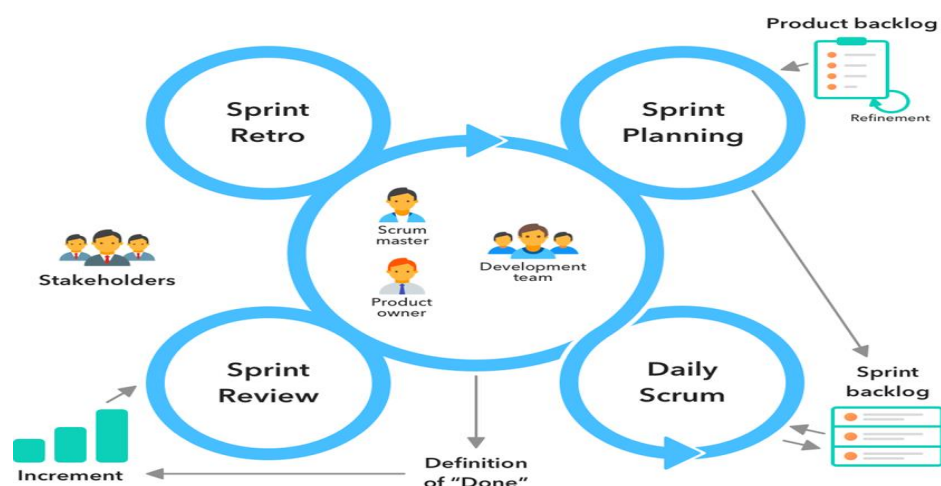 Product backlog
Refinement
Sprint
Retro
Sprint
Planning
Scrum
master
Development
team
Product
owner
Stakeholders
Sprint
Review
Daily
Scrum
Sprint
backlog
Increment
Definition
of “Done”